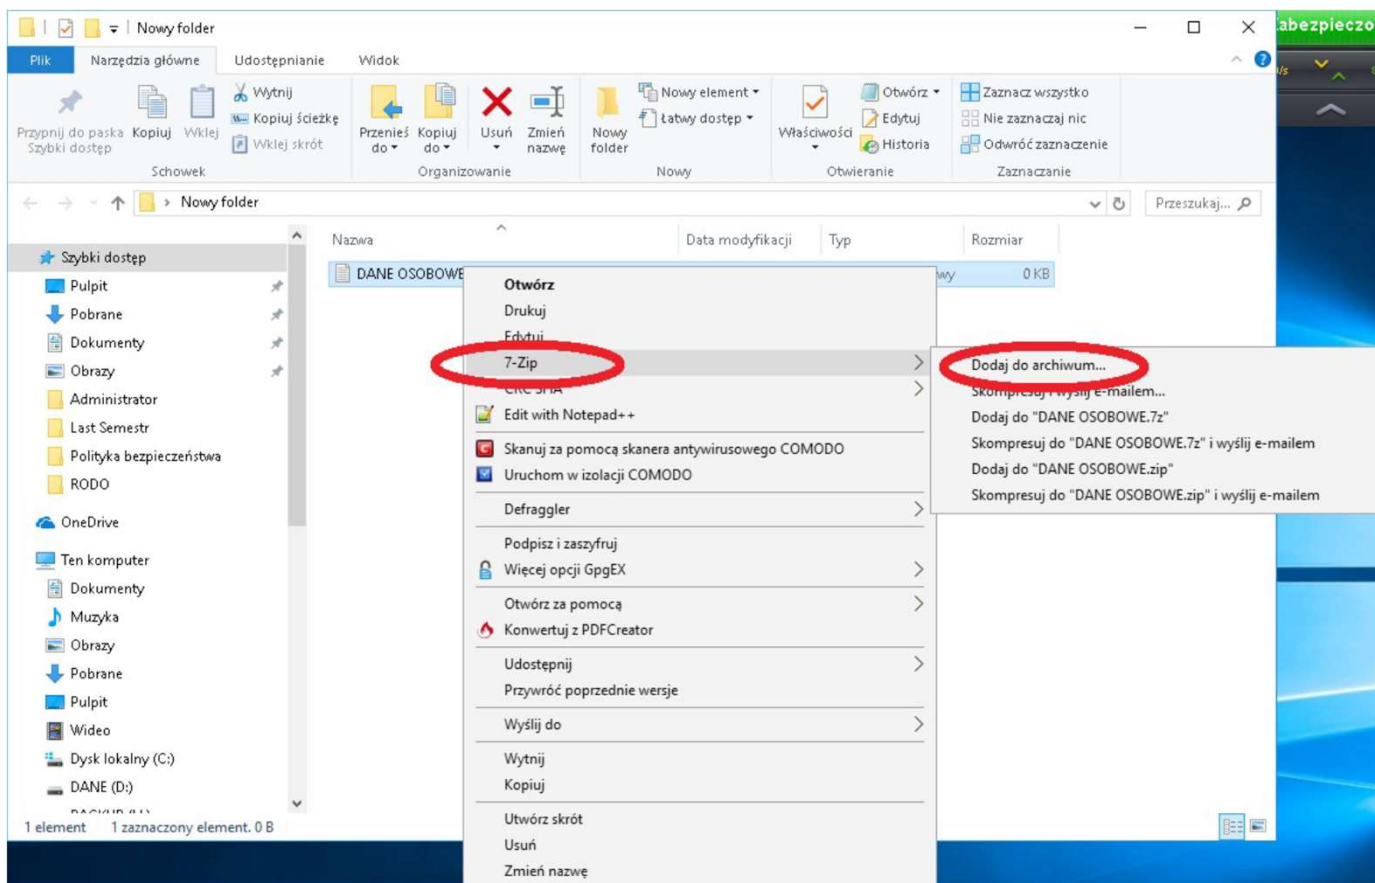 Nowy folder
Zabezpieczo
Plik Narzędzia główne Udostępnianie Widok
Przypnij do paska Szybki dostęp
Kopiuj
Wklej
Wytnij
Kopiuj ścieżkę
Wklej skrót
Przenieś do
Kopiuj do
Usuń
Zmień nazwę
Nowy folder
Nowy element
Łatwy dostęp
Właściwości
Otwórz
Edytuj
Historia
Zaznacz wszystko
Nie zaznaczaj nic
Odwróć zaznaczenie
Schowek Organizowanie Nowy Otwieranie Zaznaczanie
Nowy folder
Przeszukaj...
Nazwa Data modyfikacji Typ Rozmiar
DANE OSOBOWE wy 0 KB
Szybki dostęp
Pulpit
Pobrane
Dokumenty
Obrazy
Administrator
Last Semestr
Polityka bezpieczeństwa
RODO
OneDrive
Ten komputer
Dokumenty
Muzyka
Obrazy
Pobrane
Pulpit
Wideo
Dysk lokalny (C:)
DANE (D:)
1 element 1 zaznaczony element. 0 B
Otwórz
Drukuj
Edytuj
7-Zip
CRC SHA
Edit with Notepad++
Skanuj za pomocą skanera antywirusowego COMODO
Uruchom w izolacji COMODO
Defraggler
Podpisz i zaszyfruj
Więcej opcji GpgEX
Otwórz za pomocą
Konwertuj z PDFCreator
Udostępnij
Przywróć poprzednie wersje
Wyślij do
Wytnij
Kopiuj
Utwórz skrót
Usuń
Zmień nazwę
Dodaj do archiwum...
Skompresuj i wyślij e-mailem...
Dodaj do "DANE OSOBOWE.7z"
Skompresuj do "DANE OSOBOWE.7z" i wyślij e-mailem
Dodaj do "DANE OSOBOWE.zip"
Skompresuj do "DANE OSOBOWE.zip" i wyślij e-mailem